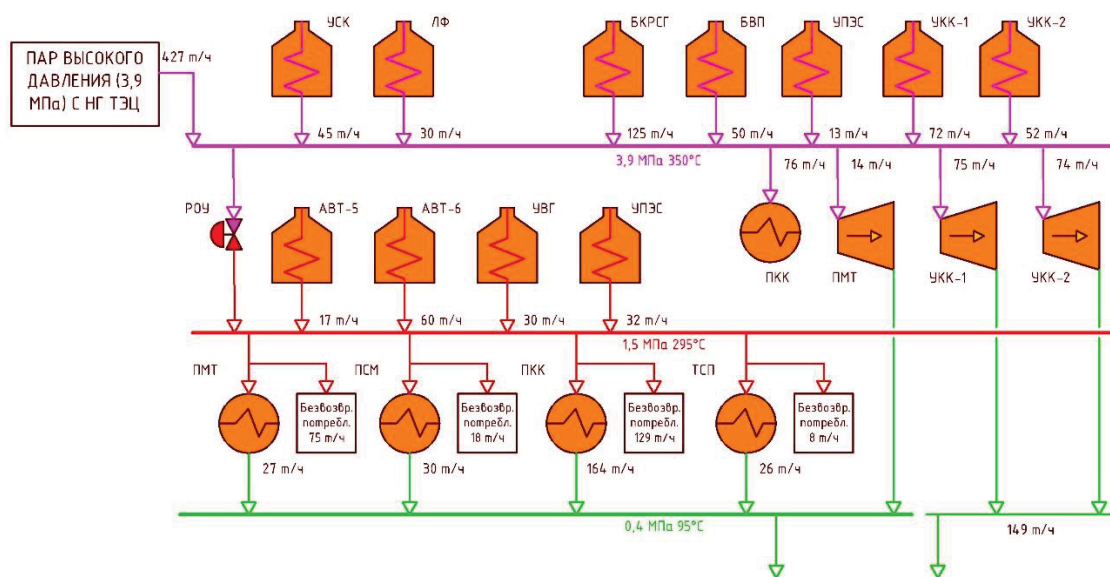 ПАР ВЫСОКОГО
ДАВЛЕНИЯ (3,9
МПа) С НГ ТЭЦ
427 т/ч
УСК
ЛФ
БКРСГ
БВП
УПЭС
УКК-1
УКК-2
45 т/ч
30 т/ч
125 т/ч
50 т/ч
13 т/ч
72 т/ч
52 т/ч
3,9 МПа 350°С
76 т/ч
14 т/ч
75 т/ч
74 т/ч
РОУ
АВТ-5
АВТ-6
УВГ
УПЭС
ПКК
ПМТ
УКК-1
УКК-2
17 т/ч
60 т/ч
30 т/ч
32 т/ч
1,5 МПа 295°С
ПМТ
ПСМ
ПКК
ТСП
Безвозвр.
потребл.
75 т/ч
Безвозвр.
потребл.
18 т/ч
Безвозвр.
потребл.
129 т/ч
Безвозвр.
потребл.
8 т/ч
27 т/ч
30 т/ч
164 т/ч
26 т/ч
0,4 МПа 95°С
149 т/ч